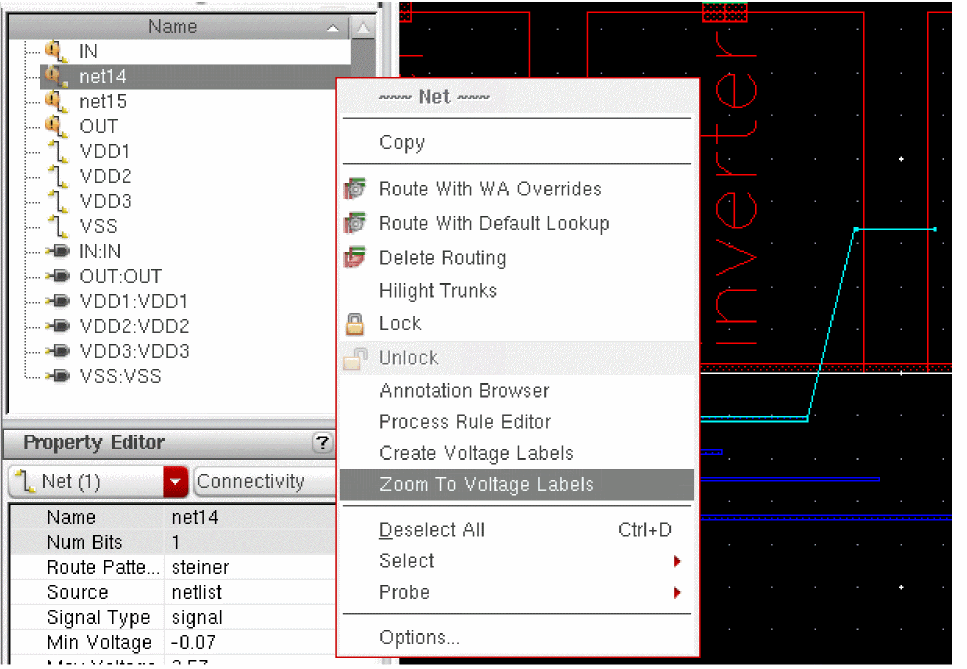 Name
IN
net14
net15
OUT
VDD1
VDD2
VDD3
VSS
IN:IN
OUT:OUT
VDD1:VDD1
VDD2:VDD2
VDD3:VDD3
VSS:VSS
~~~ Net ~~~
Copy
Route With WA Overrides
Route With Default Lookup
Delete Routing
Hilight Trunks
Lock
Unlock
Annotation Browser
Process Rule Editor
Create Voltage Labels
Zoom To Voltage Labels
Deselect All Ctrl+D
Select
Probe
Options...
Property Editor ?
Net (1) Connectivity
Name net14
Num Bits 1
Route Patte... steiner
Source netlist
Signal Type signal
Min Voltage -0.07
Inverter